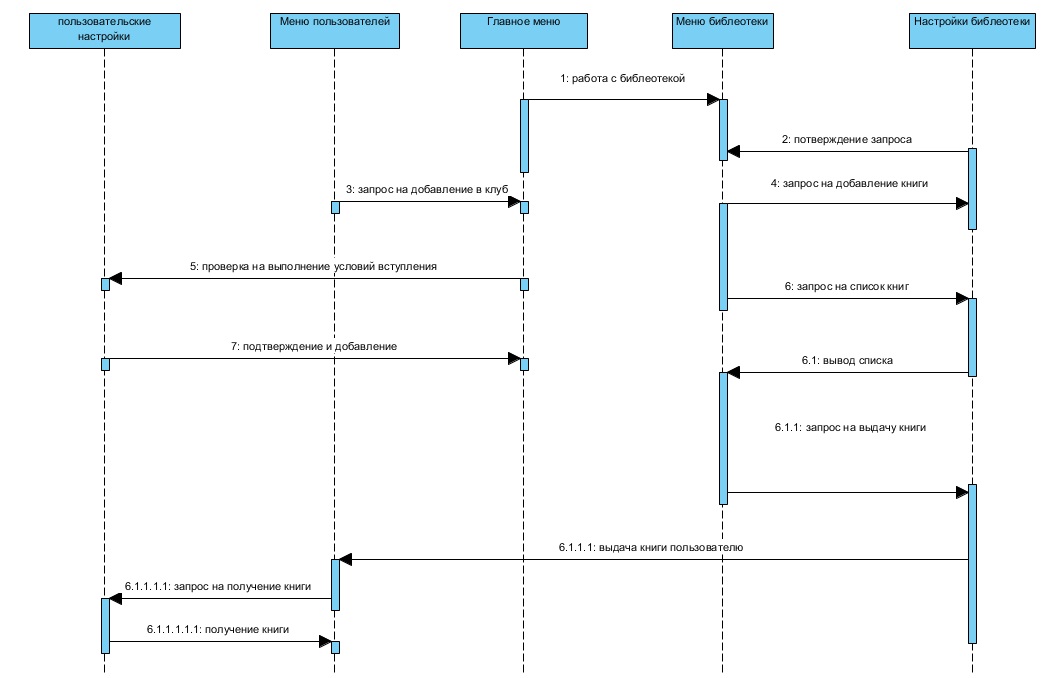 пользовательские
настройки
Меню пользователей
Главное меню
Меню библеотеки
Настройки библеотеки
1: работа с библеотекой
2: потверждение запроса
3: запрос на добавление в клуб
4: запрос на добавление книги
5: проверка на выполнение условий вступления
6: запрос на список книг
7: подтверждение и добавление
6.1: вывод списка
6.1.1: запрос на выдачу книги
6.1.1.1: выдача книги пользователю
6.1.1.1.1: запрос на получение книги
6.1.1.1.1.1: получение книги